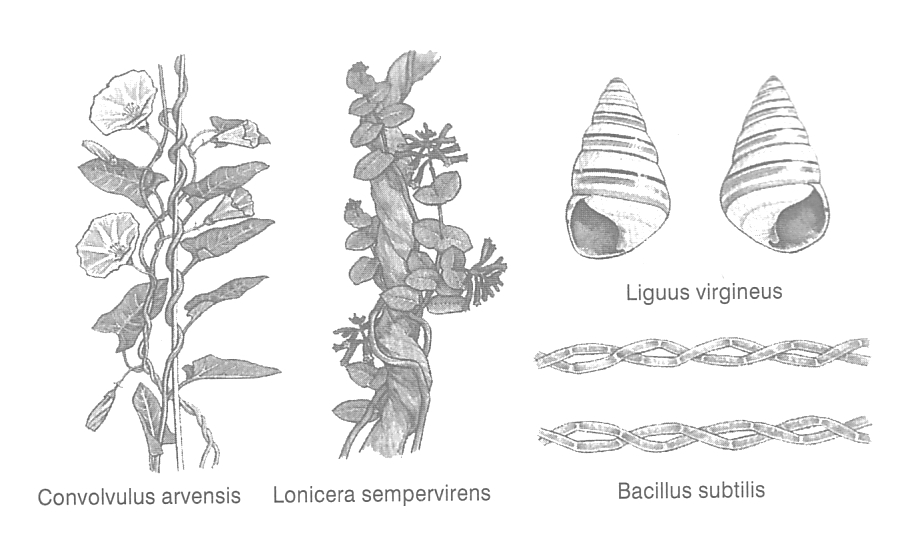 Liguus virgineus
Convolvulus arvensis
Lonicera sempervirens
Bacillus subtilis